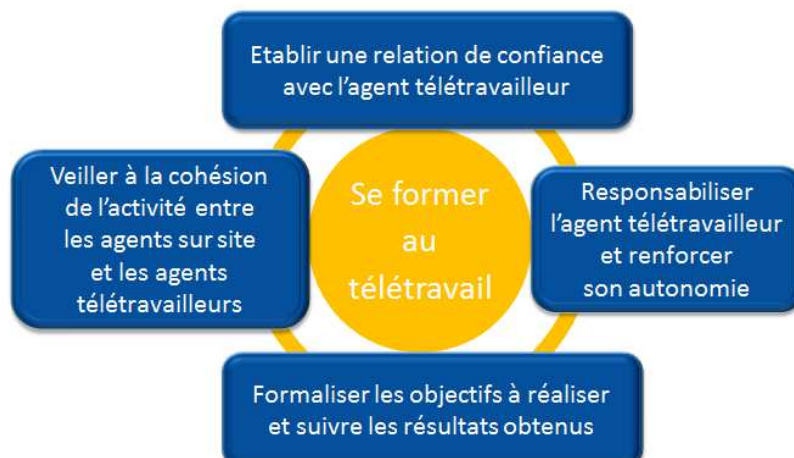 Etablir une relation de confiance
avec l'agent télétravailleur
Veiller à la cohésion
de l'activité entre
les agents sur site
et les agents
télétravailleurs
Se former
au
télétravail
Responsabiliser
l'agent télétravailleur
et renforcer
son autonomie
Formaliser les objectifs à réaliser
et suivre les résultats obtenus